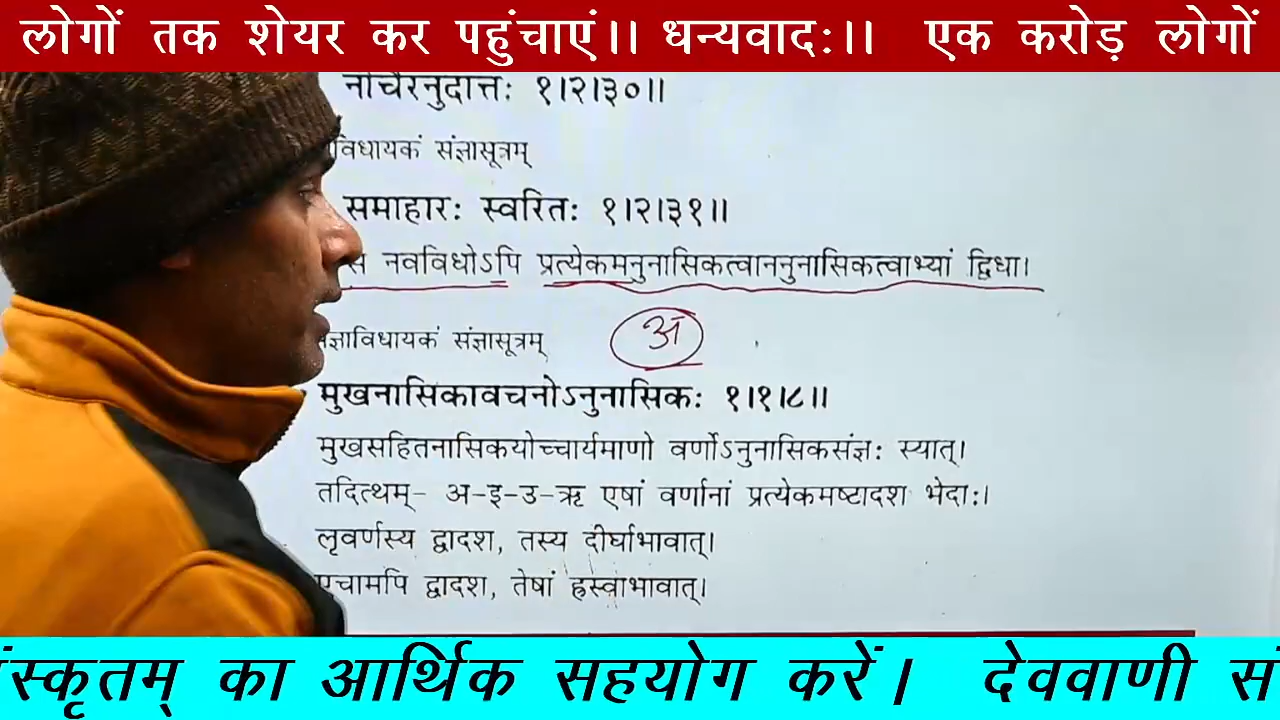 लोगों तक शेयर कर पहुंचाएं।। धन्यवादः।। एक करोड़ लोगों
नीचैरनुदात्तः १।२।३०॥
विधायकं संज्ञासूत्रम्
समाहारः स्वरितः १।२।३१॥
स नवविधोऽपि प्रत्येकमनुनासिकत्वाननुनासिकत्वाभ्यां द्विधा।
ज्ञाविधायकं संज्ञासूत्रम्
अ
मुखनासिकावचनोऽनुनासिकः १।१।८॥
मुखसहितनासिकयोच्चार्यमाणो वर्णोऽनुनासिकसंज्ञः स्यात्।
तदित्थम्- अ-इ-उ-ऋ एषां वर्णानां प्रत्येकमष्टादश भेदाः।
लृवर्णस्य द्वादश, तस्य दीर्घाभावात्।
एचामपि द्वादश, तेषां ह्रस्वाभावात्।
संस्कृतम् का आर्थिक सहयोग करें। देववाणी सं